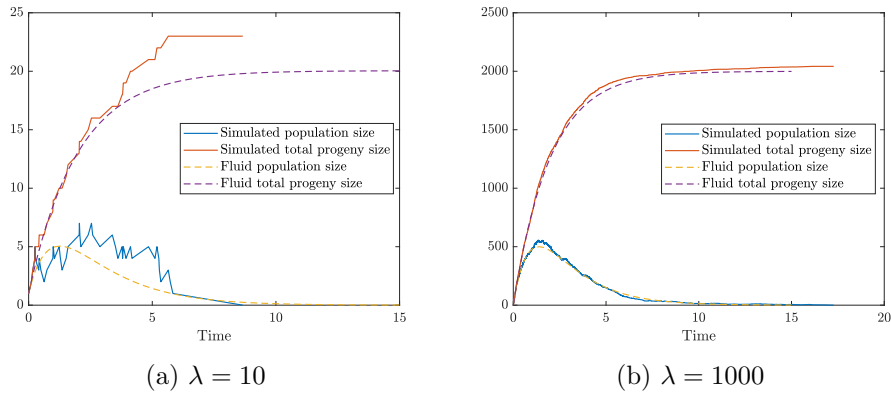 25
20
15
10
5
0
0
5
10
15
Time
Simulated population size
Simulated total progeny size
Fluid population size
Fluid total progeny size
(a) λ = 10
2500
2000
1500
1000
500
0
0
5
10
15
20
Time
Simulated population size
Simulated total progeny size
Fluid population size
Fluid total progeny size
(b) λ = 1000